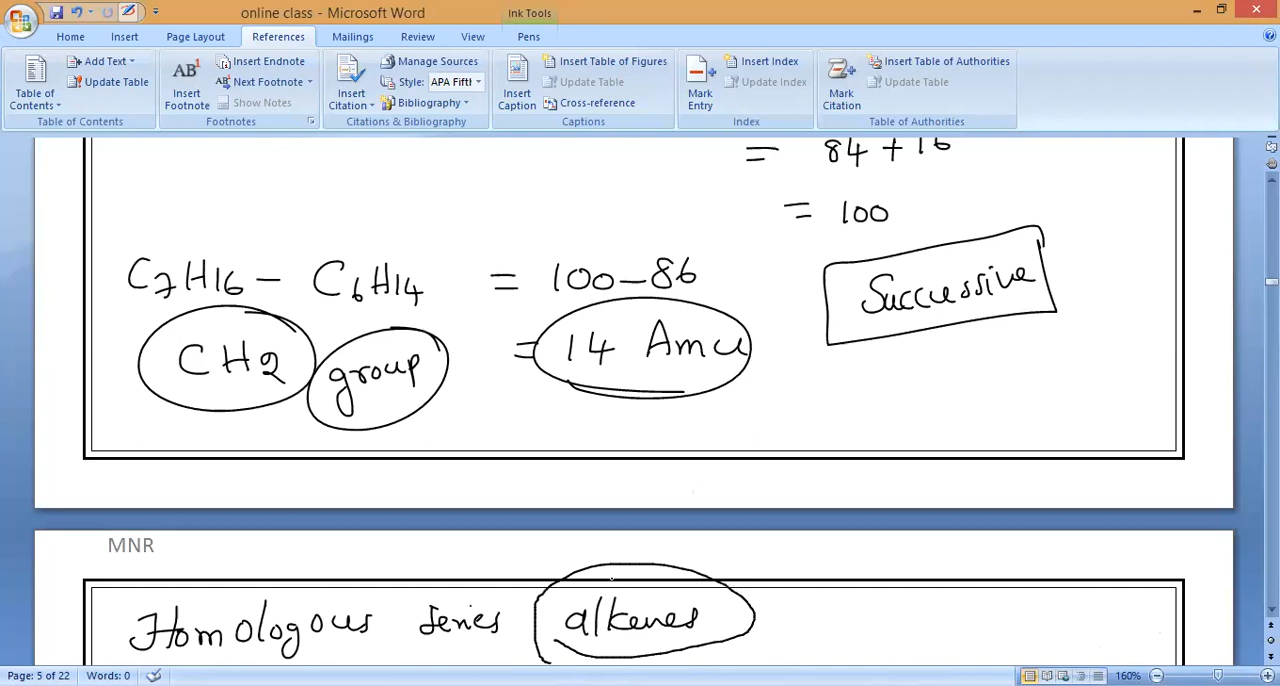 online class - Microsoft Word
Ink Tools
Home Insert Page Layout References Mailings Review View Pens
Table of Contents
Add Text
Update Table
Table of Contents
AB¹ Insert Footnote
Insert Endnote
AB Next Footnote
Show Notes
Footnotes
Insert Citation
Manage Sources
Style: APA Fiftl
Bibliography
Citations & Bibliography
Insert Caption
Insert Table of Figures
Update Table
Cross-reference
Captions
Mark Entry
Insert Index
Update Index
Index
Mark Citation
Insert Table of Authorities
Update Table
Table of Authorities
= 84 + 16
= 100
C7H16 – C6H14 = 100–86
Successive
CH2 group = 14 Amu
MNR
Homologous series alkenes
Page: 5 of 22 Words: 0 160%